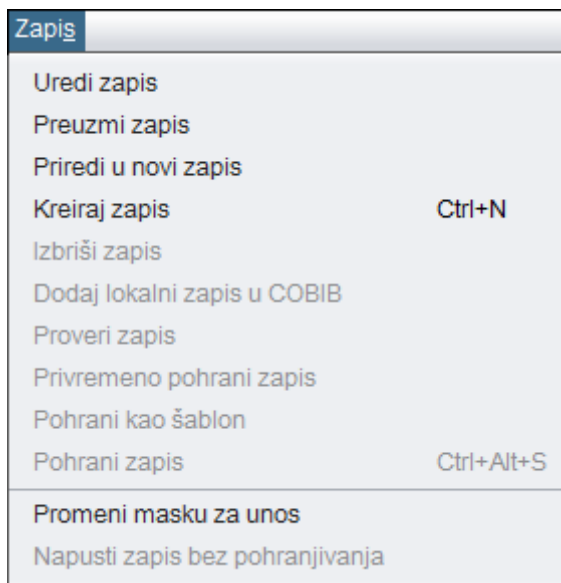 Zapis
Uredi zapis
Preuzmi zapis
Priredi u novi zapis
Kreiraj zapis Ctrl+N
Izbriši zapis
Dodaj lokalni zapis u COBIB
Proveri zapis
Privremeno pohrani zapis
Pohrani kao šablon
Pohrani zapis Ctrl+Alt+S
Promeni masku za unos
Napusti zapis bez pohranjivanja